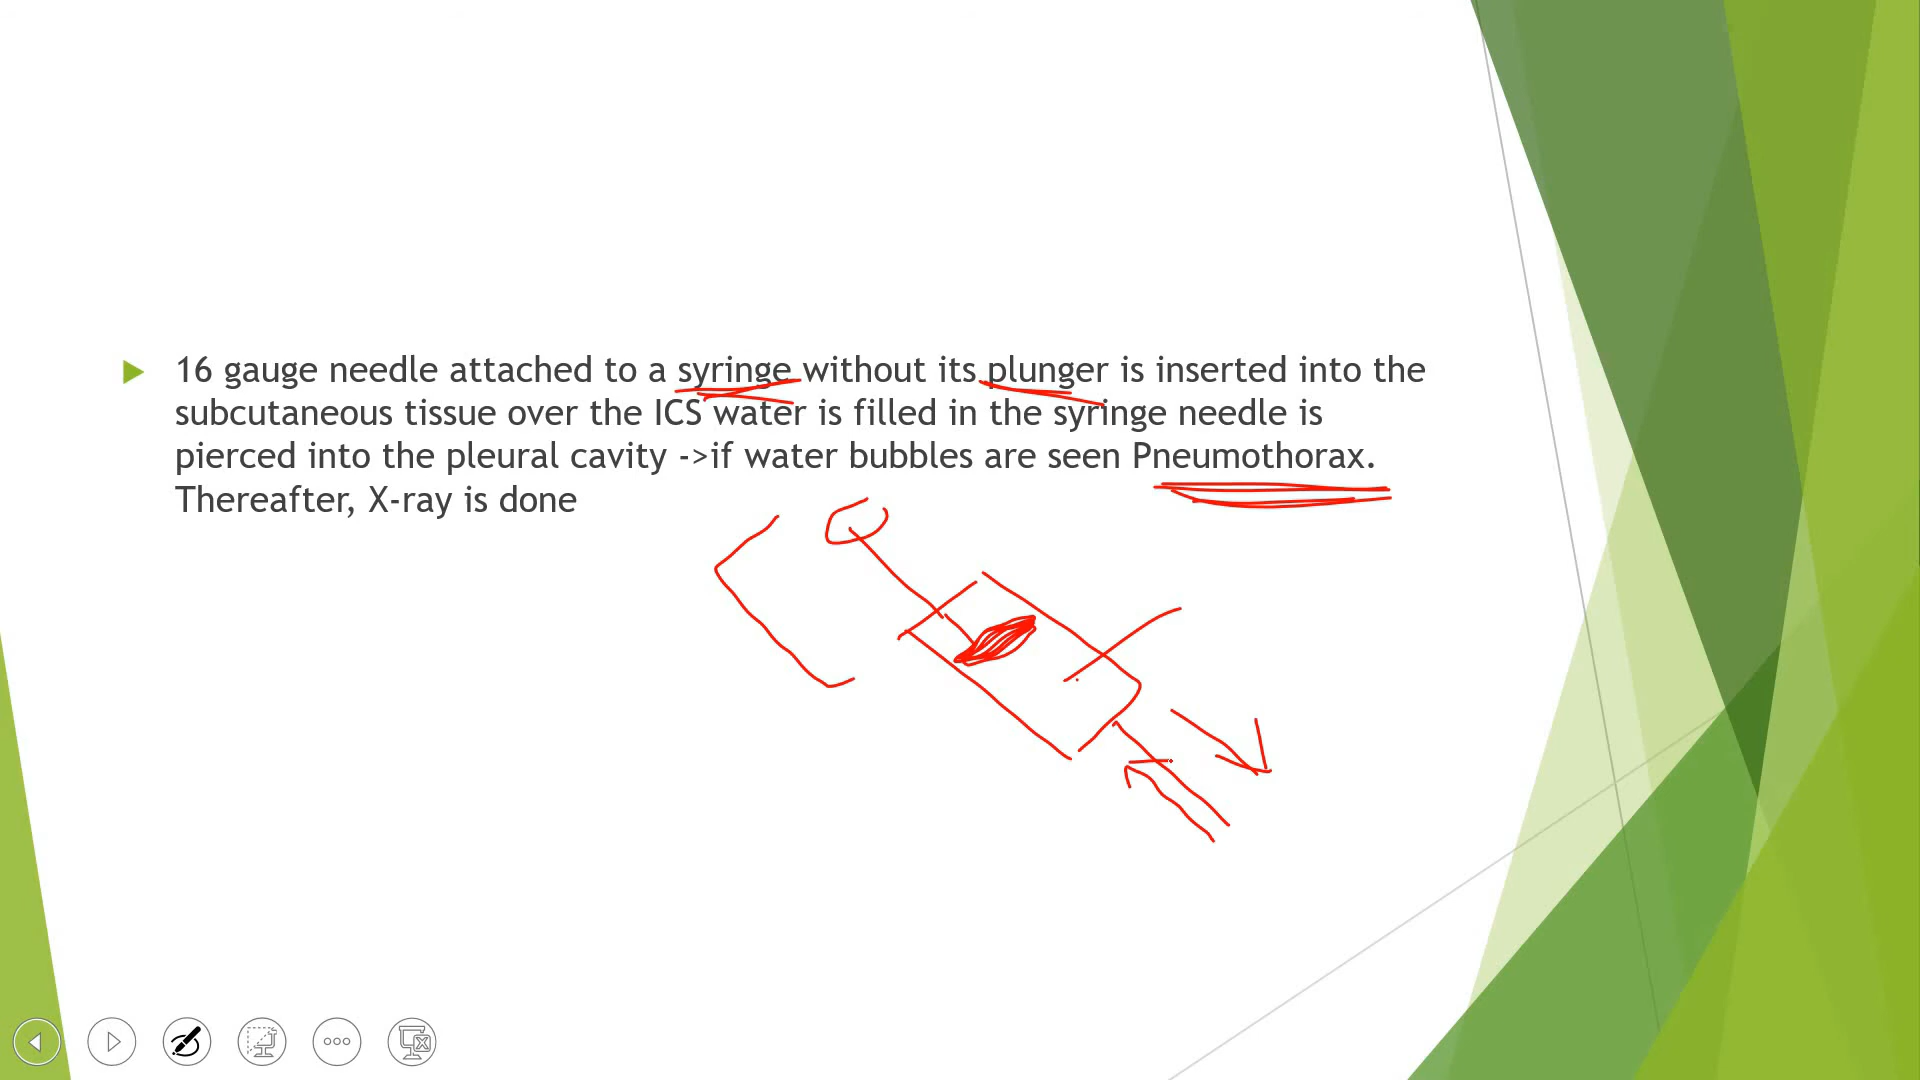 16 gauge needle attached to a syringe without its plunger is inserted into the
subcutaneous tissue over the ICS water is filled in the syringe needle is
pierced into the pleural cavity ->if water bubbles are seen Pneumothorax.
Thereafter, X-ray is done